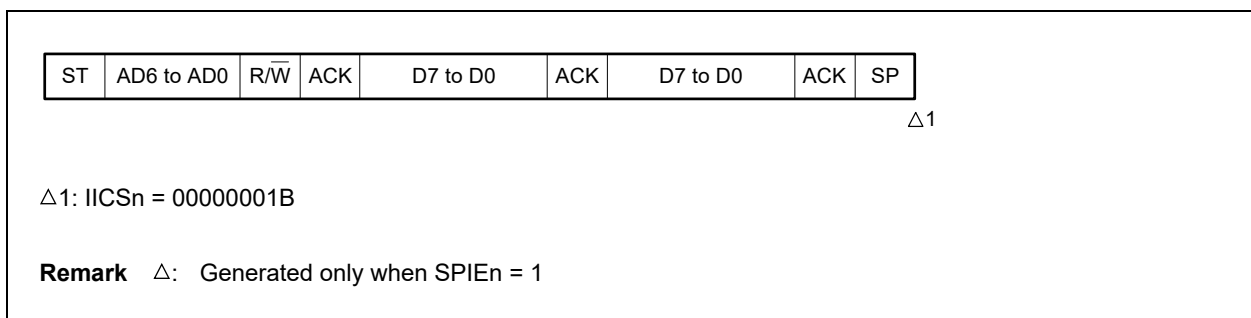 ST AD6 to AD0 R/W̅ ACK D7 to D0 ACK D7 to D0 ACK SP
△1
△1: IICSn = 00000001B
Remark △: Generated only when SPIEn = 1